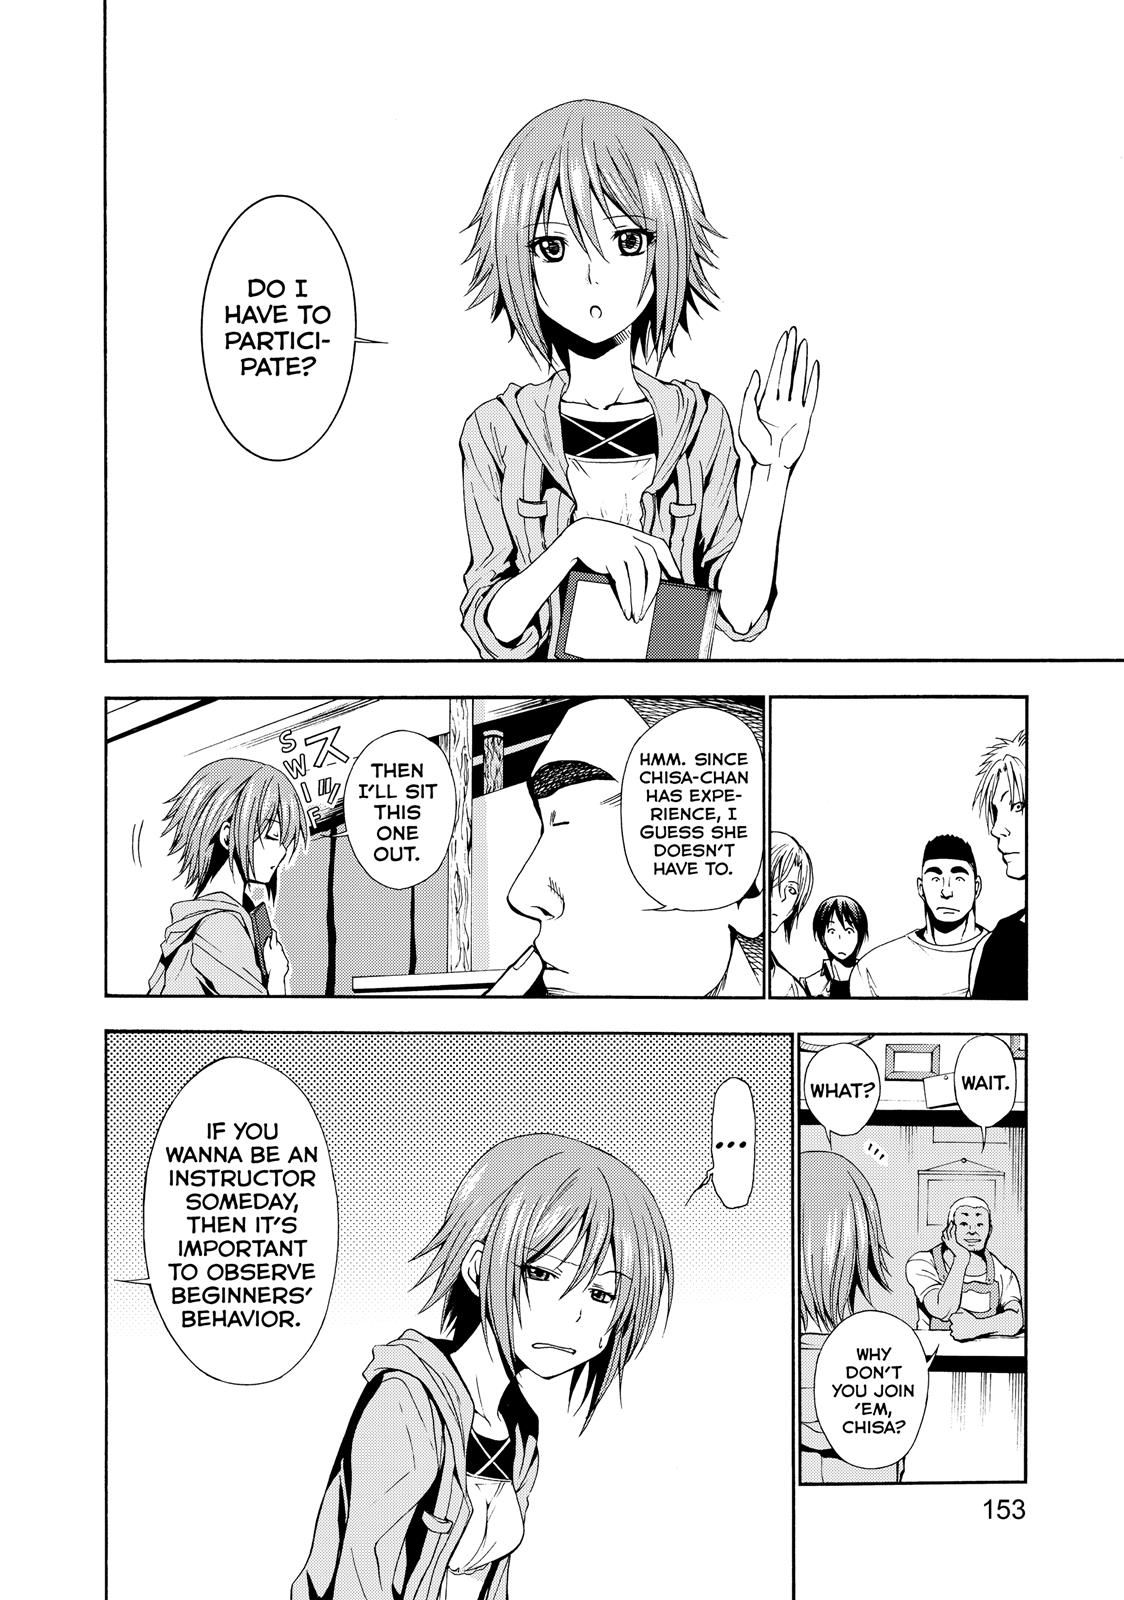 DO I
HAVE TO
PARTICI-
PATE?
HMM. SINCE
CHISA-CHAN
HAS EXPE-
RIENCE, I
GUESS SHE
DOESN'T
HAVE TO.
THEN
I'LL SIT
THIS
ONE
OUT.
スッ
SWIF
WAIT.
WHAT?
WHY
DON'T
YOU JOIN
'EM,
CHISA?
...
IF YOU
WANNA BE AN
INSTRUCTOR
SOMEDAY,
THEN IT'S
IMPORTANT
TO OBSERVE
BEGINNERS'
BEHAVIOR.
153